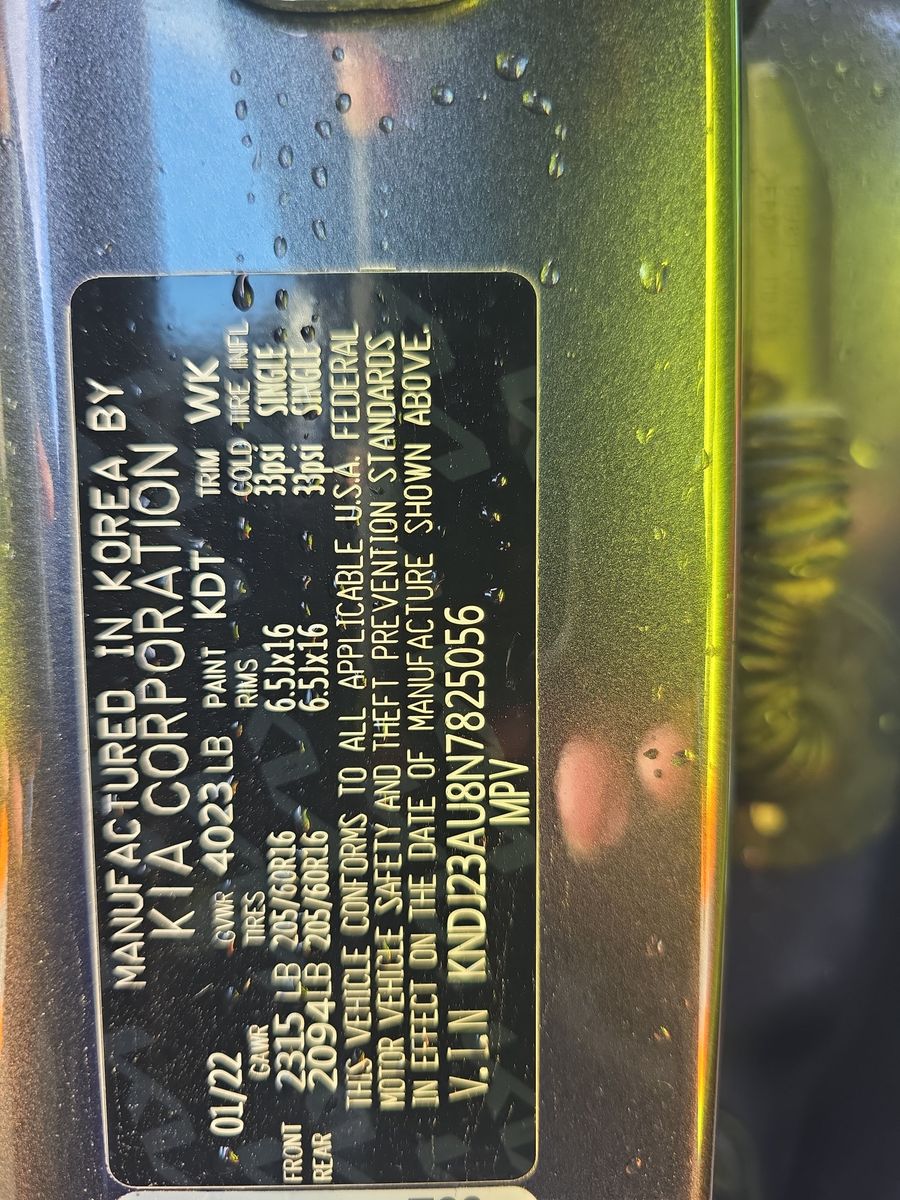 MANUFACTURED IN KOREA BY
KIA CORPORATION
01/22 GVWR 4023LB PAINT KDT TRIM WK
GAWR TIRES RIMS COLD TIRE INFL
FRONT 2315 LB 205/60R16 6.5Jx16 33psi SINGLE
REAR 2094LB 205/60R16 6.5Jx16 33psi SINGLE
THIS VEHICLE CONFORMS TO ALL APPLICABLE U.S.A. FEDERAL
MOTOR VEHICLE SAFETY AND THEFT PREVENTION STANDARDS
IN EFFECT ON THE DATE OF MANUFACTURE SHOWN ABOVE.
V.I.N KNDJ23AU8N7825056
MPV